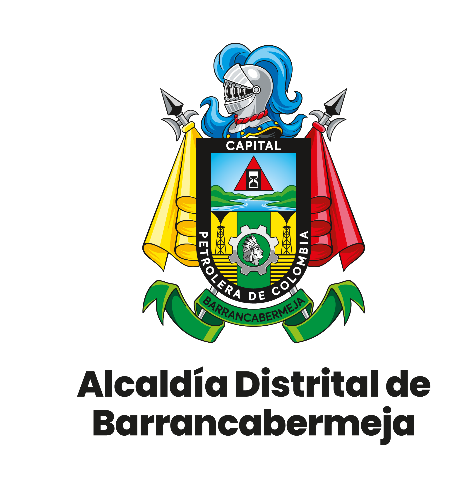 CAPITAL
PETROLERA DE COLOMBIA
BARRANCABERMEJA
Alcaldía Distrital de
Barrancabermeja